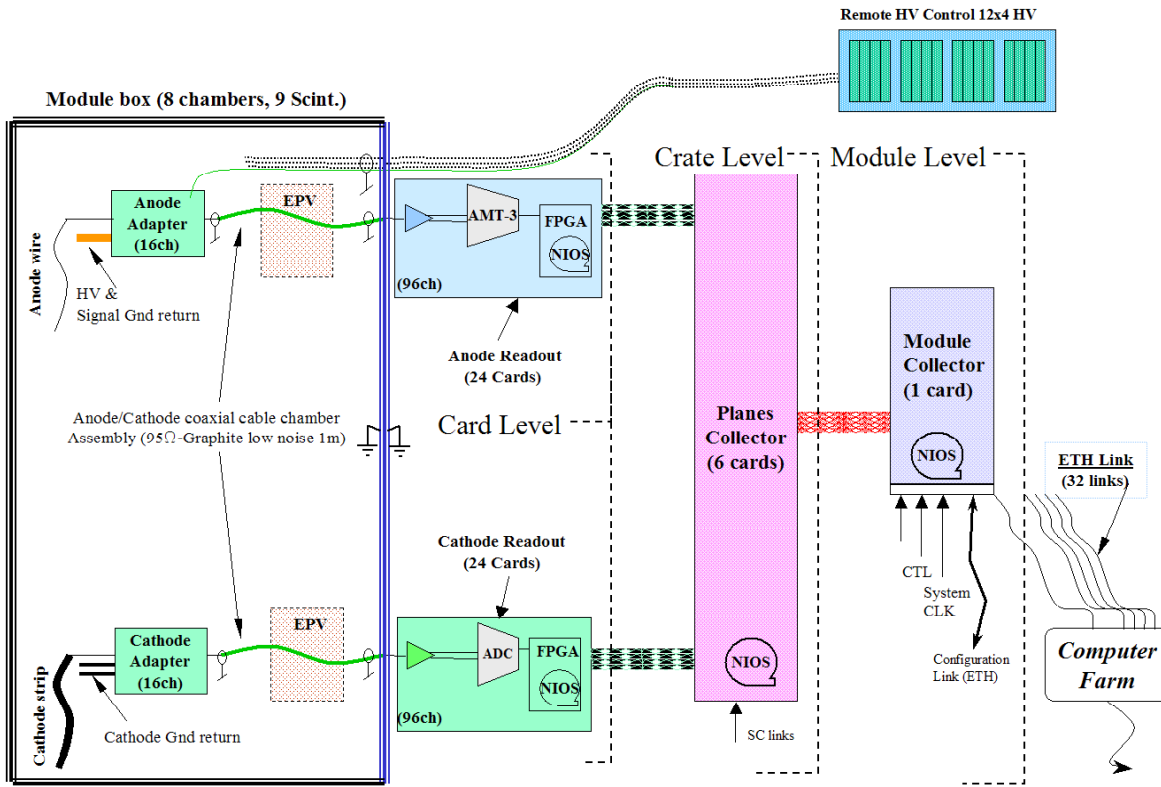 Remote HV Control 12x4 HV
Module box (8 chambers, 9 Scint.)
Crate Level
Module Level
Anode
Adapter
(16ch)
EPV
AMT-3
FPGA
NIOS
(96ch)
Anode wire
HV &
Signal Gnd return
Anode Readout
(24 Cards)
Anode/Cathode coaxial cable chamber
Assembly (95Ω-Graphite low noise 1m)
Card Level
Planes
Collector
(6 cards)
NIOS
SC links
Module
Collector
(1 card)
NIOS
ETH Link
(32 links)
CTL
System
CLK
Configuration
Link (ETH)
Computer
Farm
Cathode Readout
(24 Cards)
Cathode
Adapter
(16ch)
EPV
ADC
FPGA
NIOS
(96ch)
Cathode strip
Cathode Gnd return